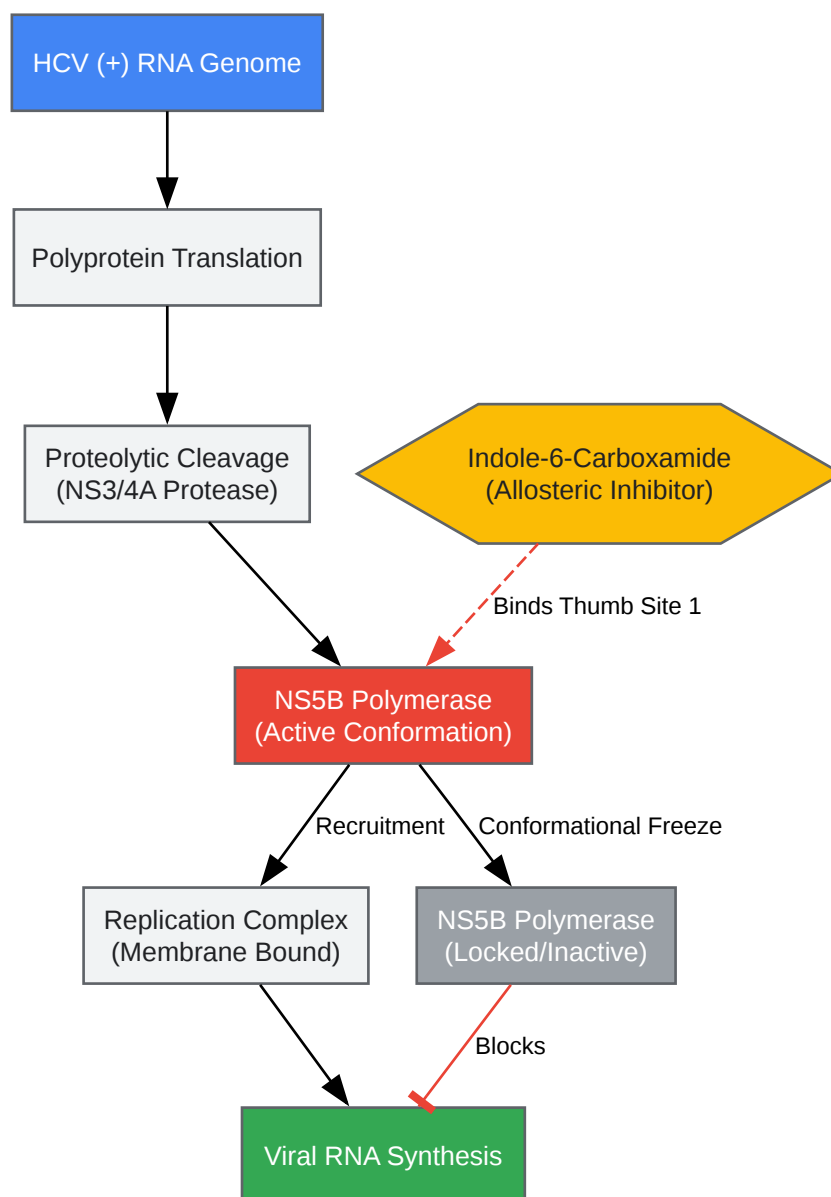 HCV (+) RNA Genome
Polyprotein Translation
Proteolytic Cleavage
(NS3/4A Protease)
Indole-6-Carboxamide
(Allosteric Inhibitor)
Binds Thumb Site 1
NS5B Polymerase
(Active Conformation)
Recruitment
Conformational Freeze
Replication Complex
(Membrane Bound)
NS5B Polymerase
(Locked/Inactive)
Blocks
Viral RNA Synthesis